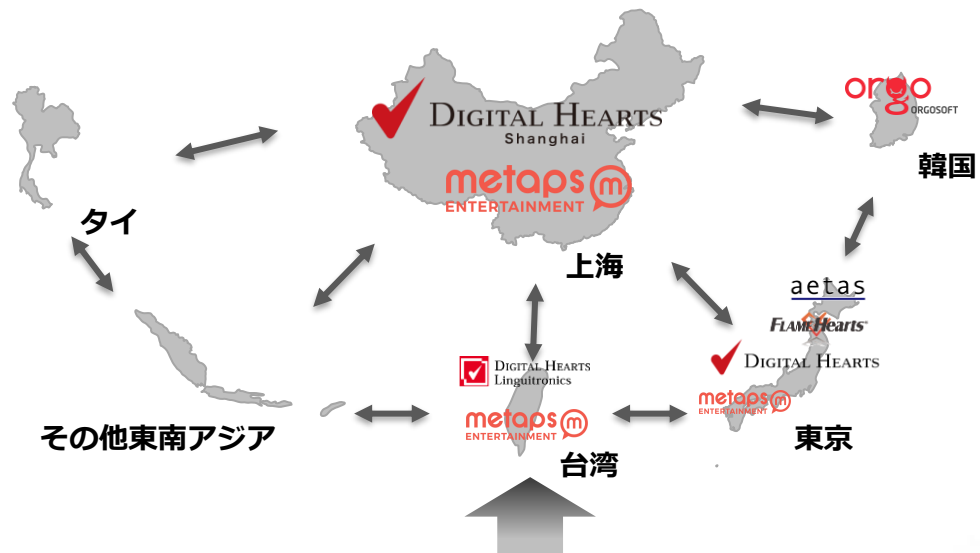 DIGITAL HEARTS
Shanghai
metaps m
ENTERTAINMENT
上海
orgo
ORGOSOFT
韓国
タイ
aetas
FLAMEHearts
DIGITAL HEARTS
metaps m
ENTERTAINMENT
東京
DIGITAL HEARTS
Linguitronics
metaps m
ENTERTAINMENT
台湾
その他東南アジア